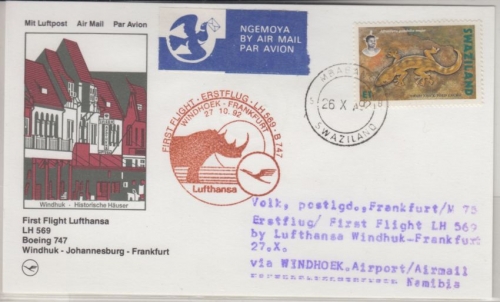 Mit Luftpost Air Mail Par Avion
NGEMOYA
BY AIR MAIL
PAR AVION
SWAZILAND
26 X
SWAZILAND
FIRST FLIGHT - ERSTFLUG - LH 569 - B 747
WINDHOEK - FRANKFURT
27 10. 92
Lufthansa
Windhuk - Historische Häuser
First Flight Lufthansa
LH 569
Boeing 747
Windhuk - Johannesburg - Frankfurt
Volk, postlgd., Frankfurt/M 75
Erstflug/ First Flight LH 569
by Lufthansa Windhuk-Frankfurt
27.X.
via WINDHOEK Airport/Airmail
Namibia